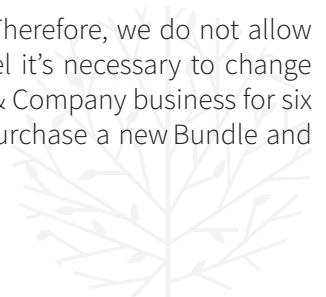 Therefore, we do not allow
el it’s necessary to change
& Company business for six
urchase a new Bundle and